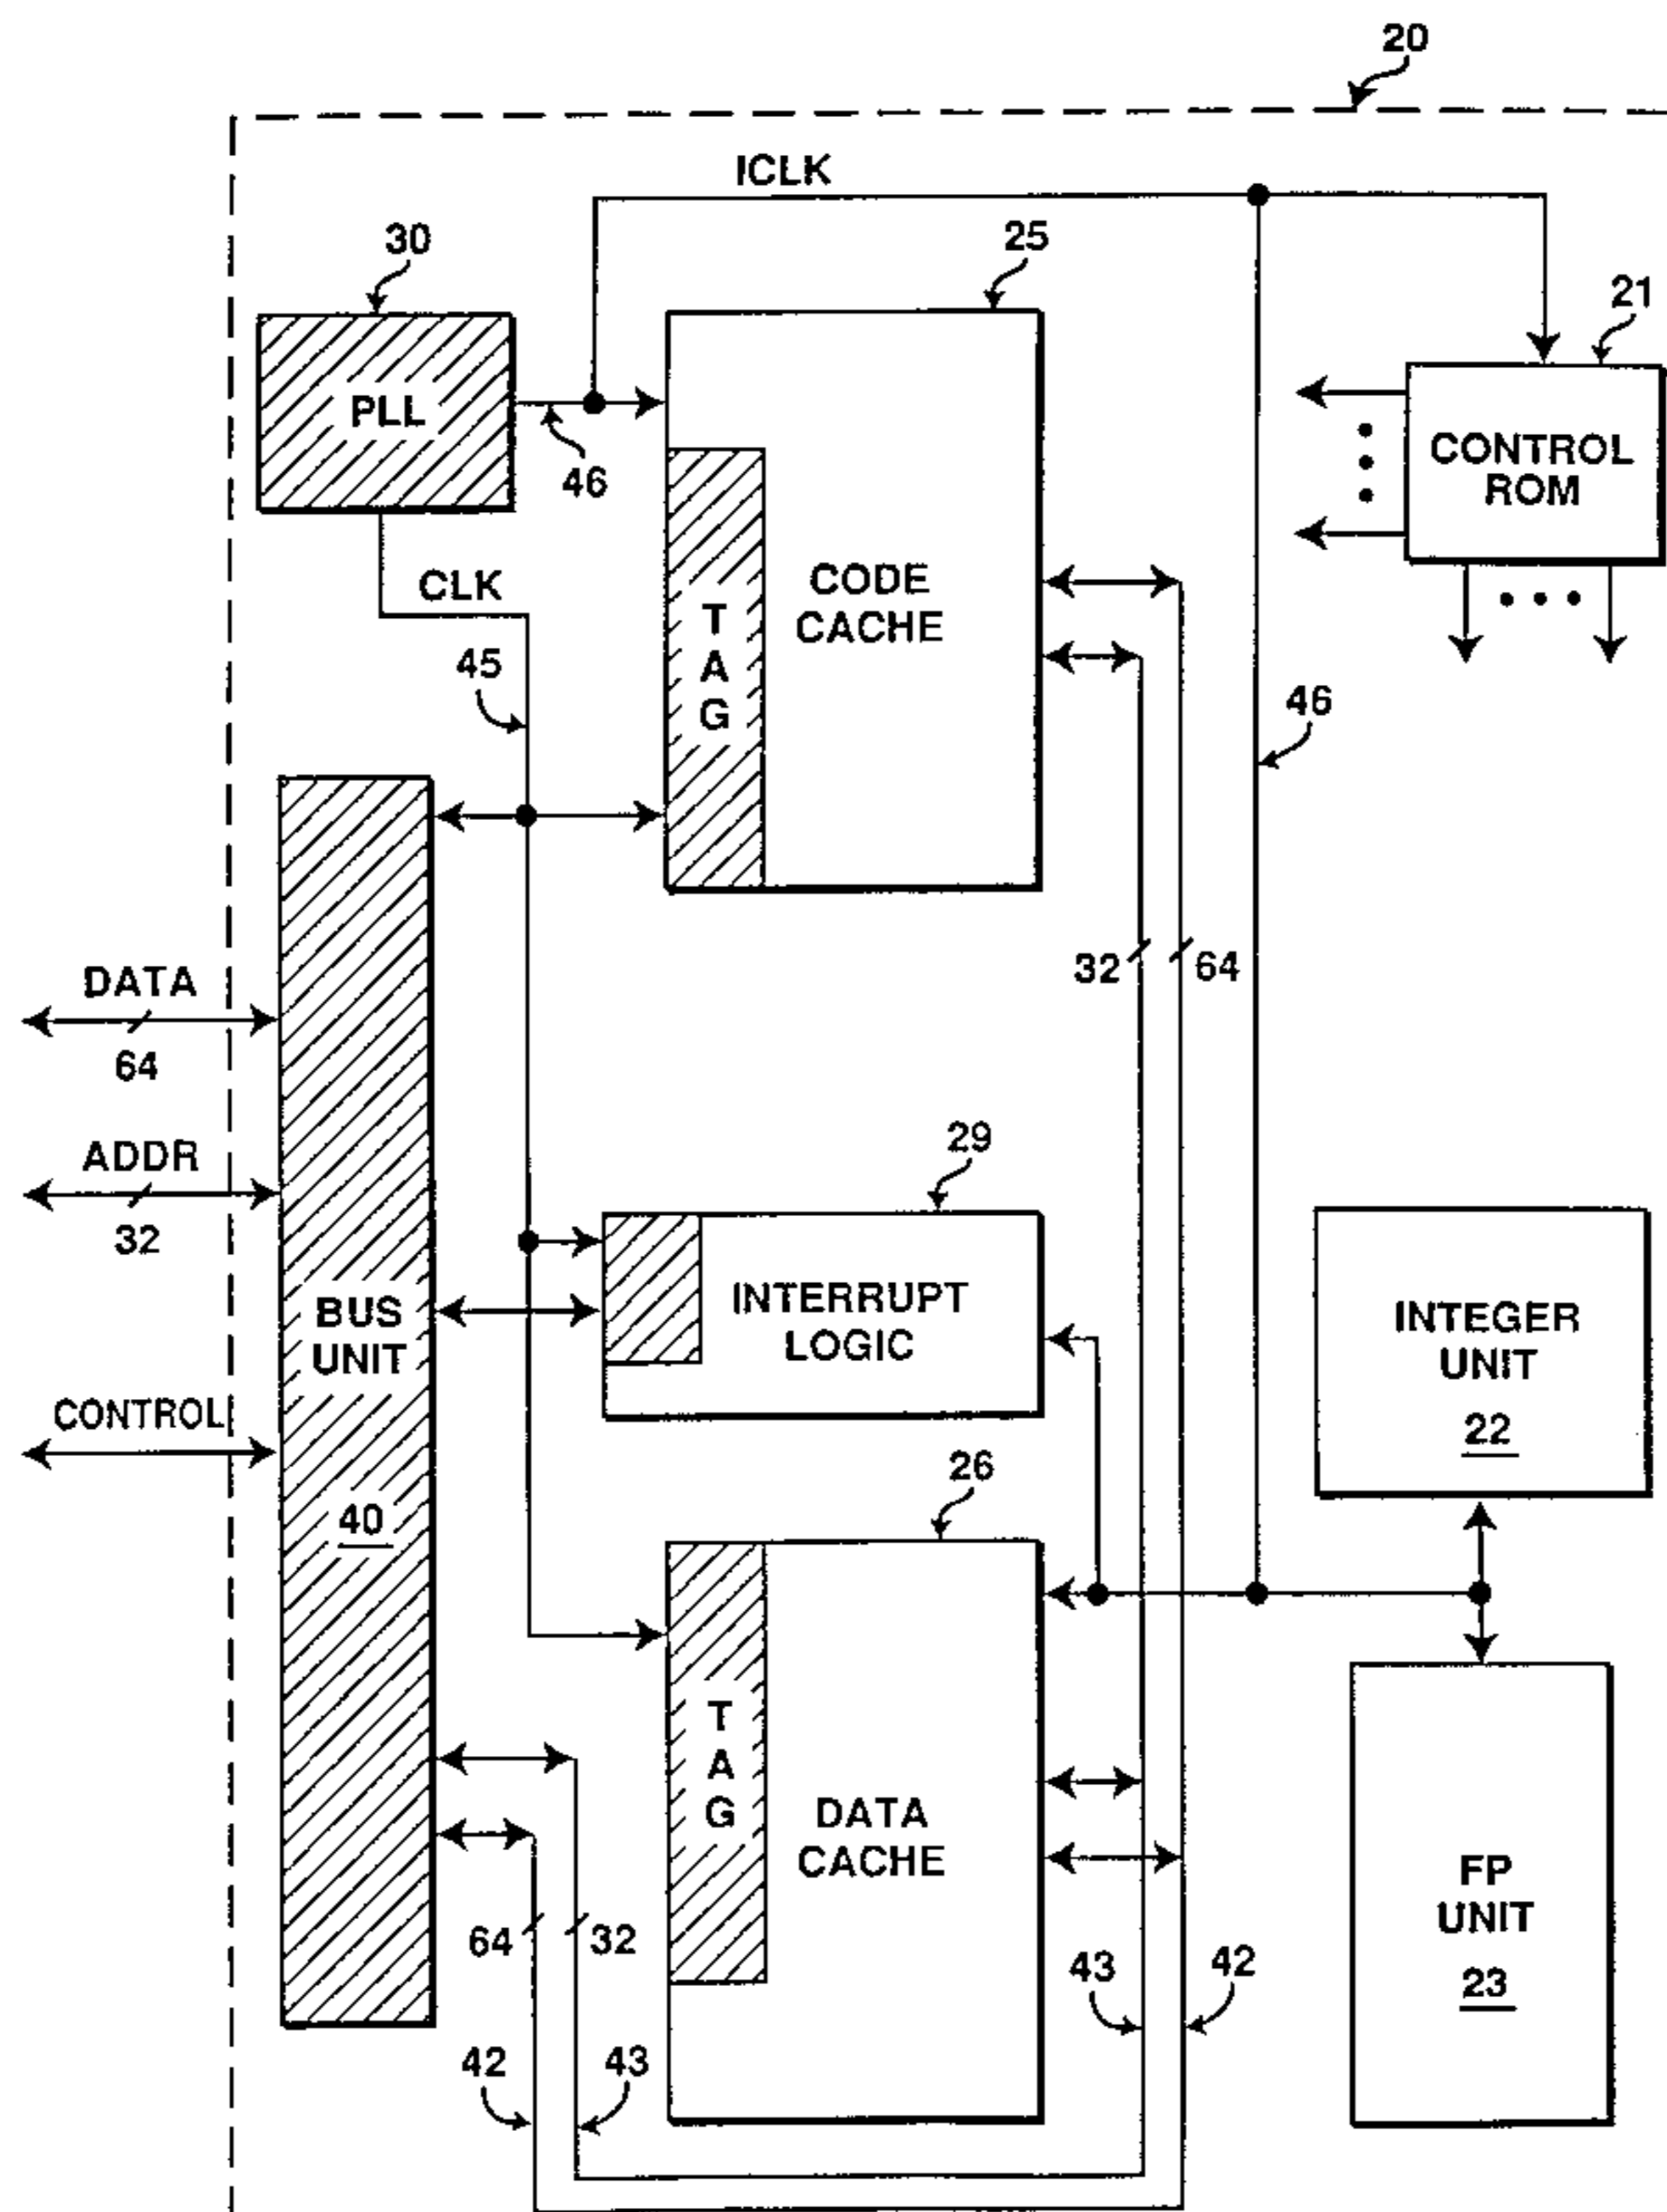 20
ICLK
30
25
21
PLL
46
CONTROL
ROM
CLK
CODE
CACHE
T
A
G
45
46
DATA
64
32
64
ADDR
32
29
BUS
UNIT
INTERRUPT
LOGIC
INTEGER
UNIT
22
CONTROL
40
26
T
A
G
DATA
CACHE
FP
UNIT
23
64
32
43
42
42
43